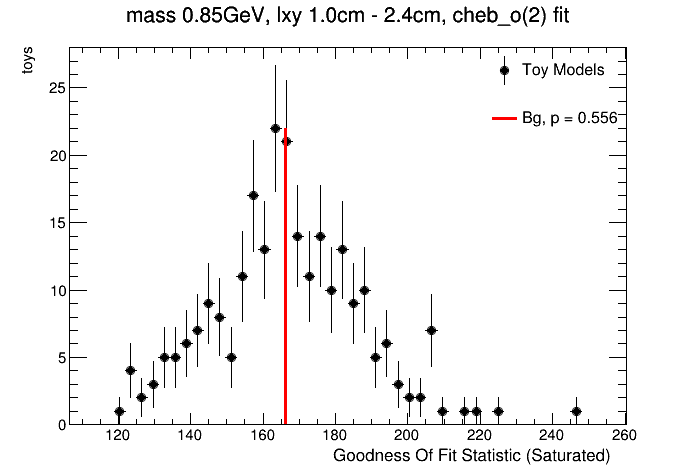 mass 0.85GeV, lxy 1.0cm - 2.4cm, cheb_o(2) fit
toys
Toy Models
Bg, p = 0.556
25
20
15
10
5
0
120 140 160 180 200 220 240 260
Goodness Of Fit Statistic (Saturated)